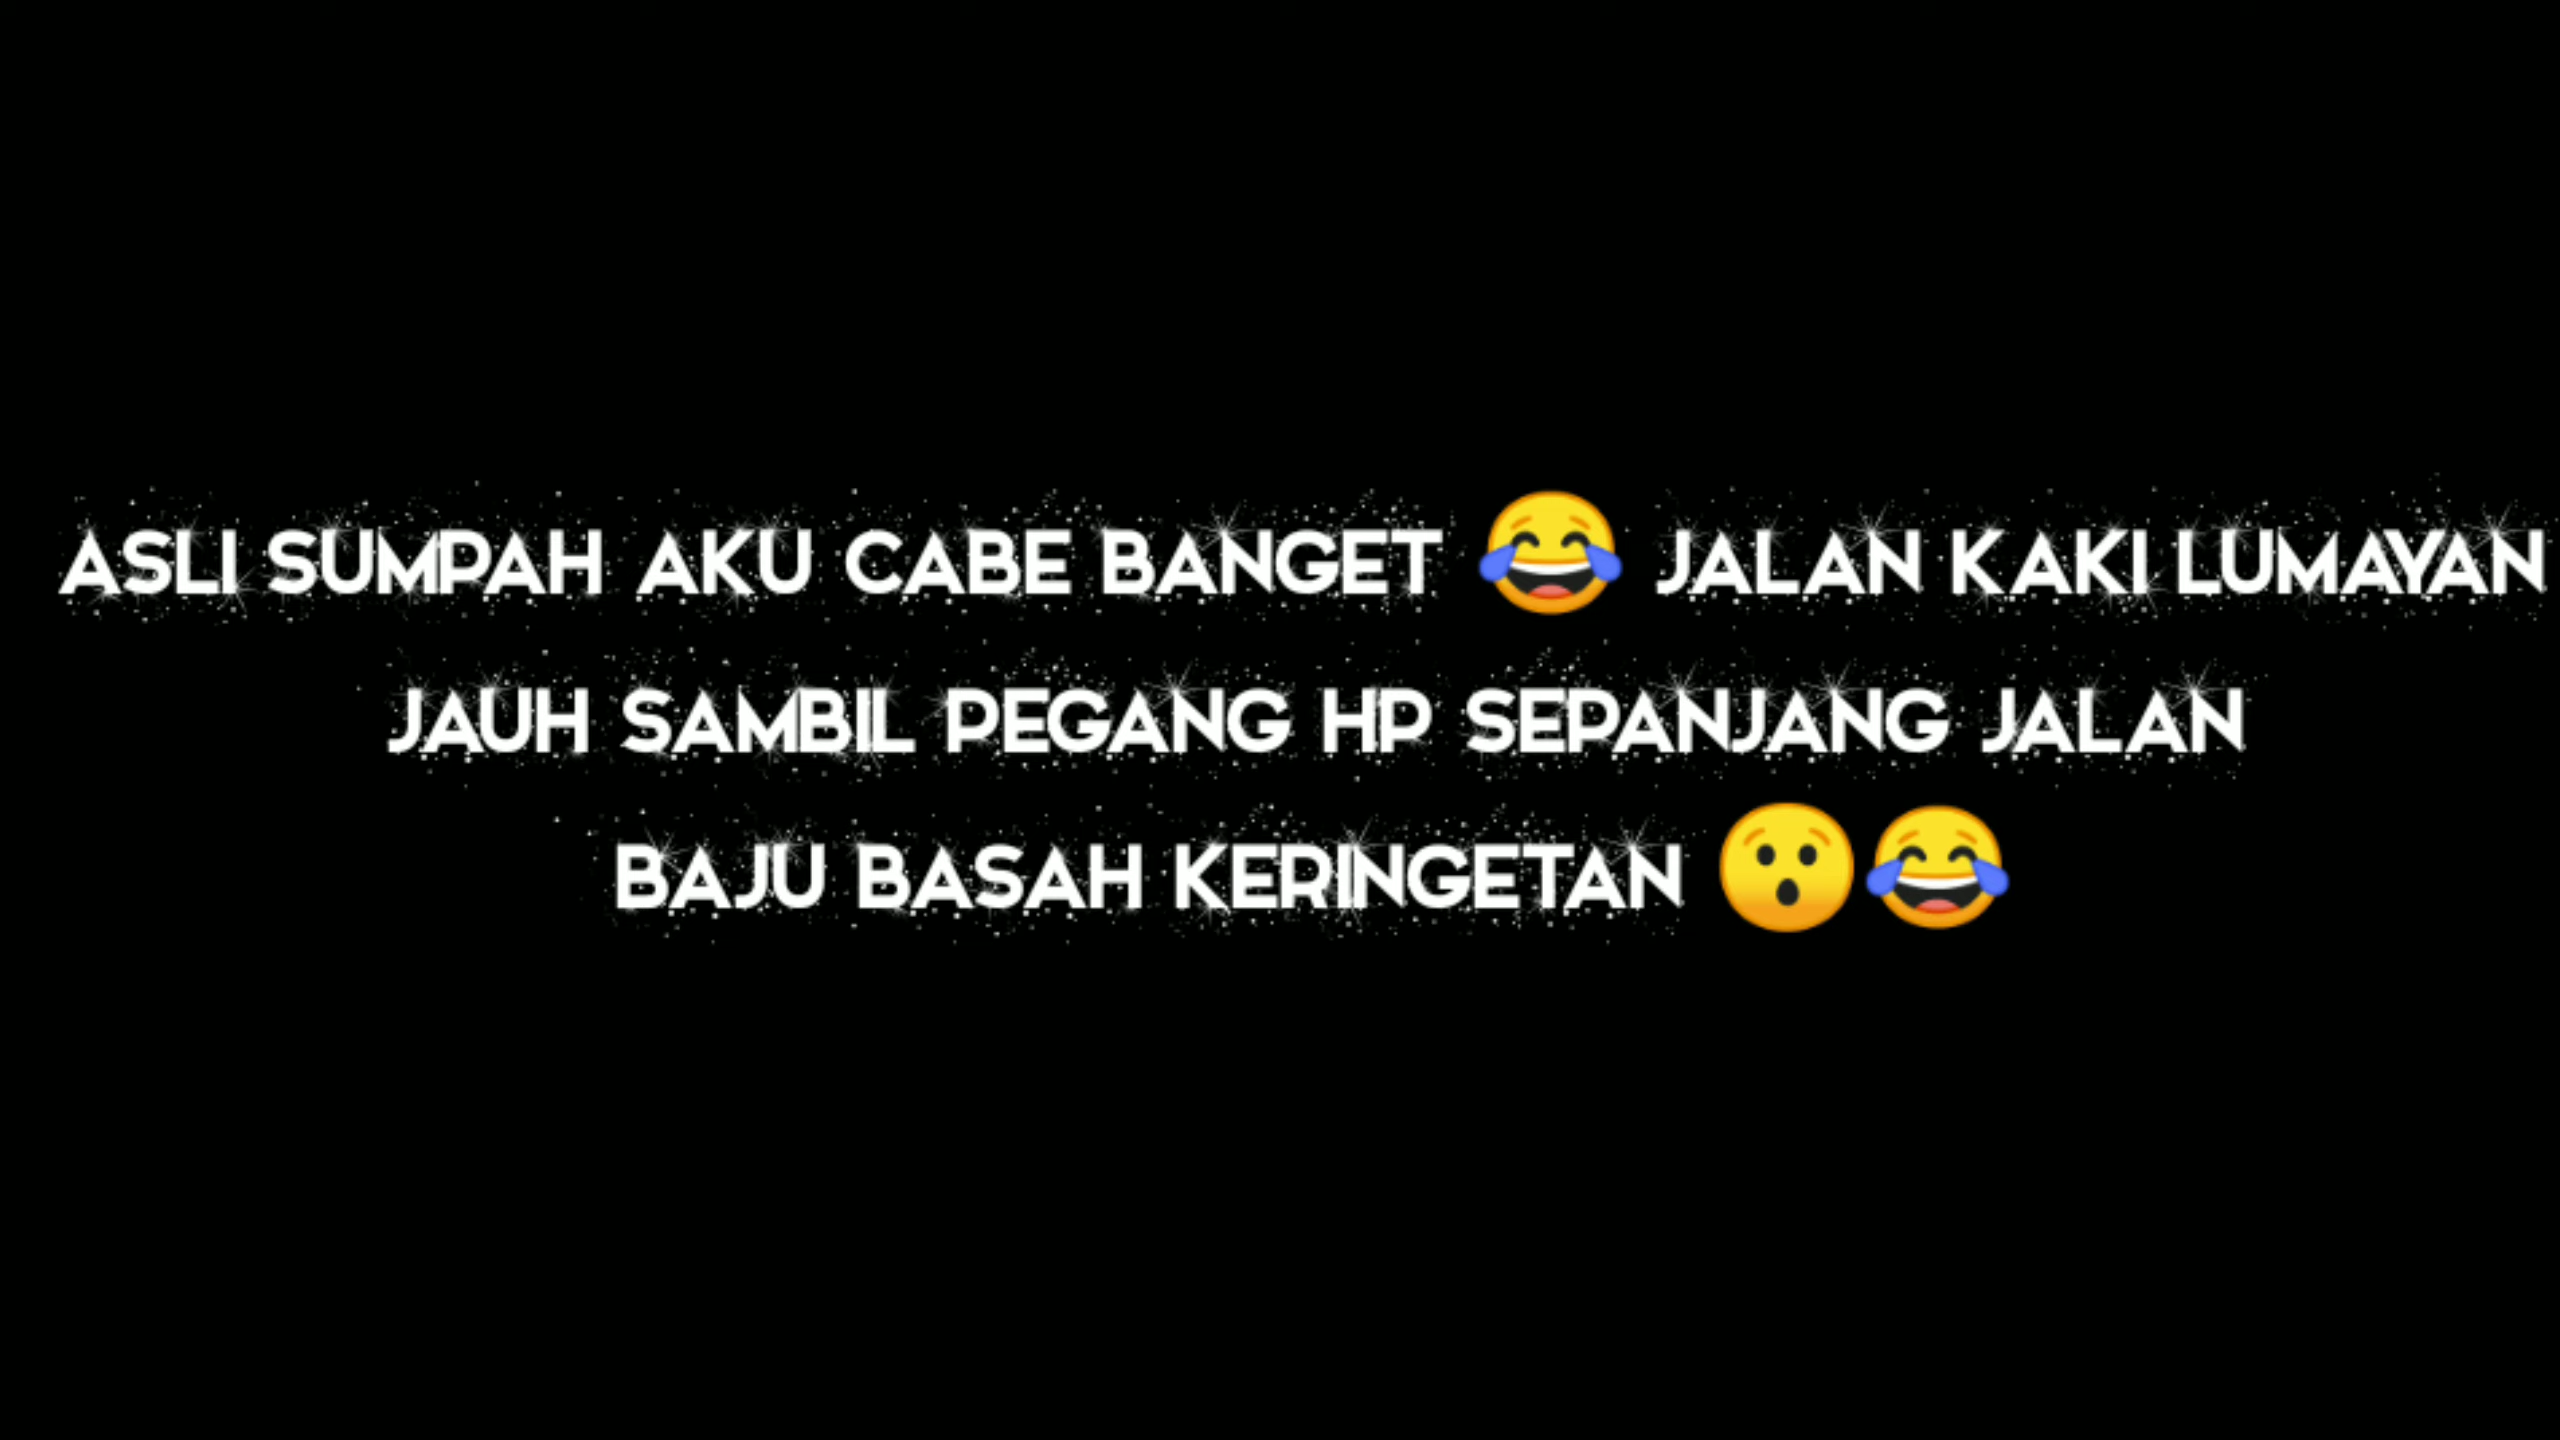 ASLI SUMPAH AKU CABE BANGET 😂 JALAN KAKI LUMAYAN
JAUH SAMBIL PEGANG HP SEPANJANG JALAN
BAJU BASAH KERINGETAN 😯😂